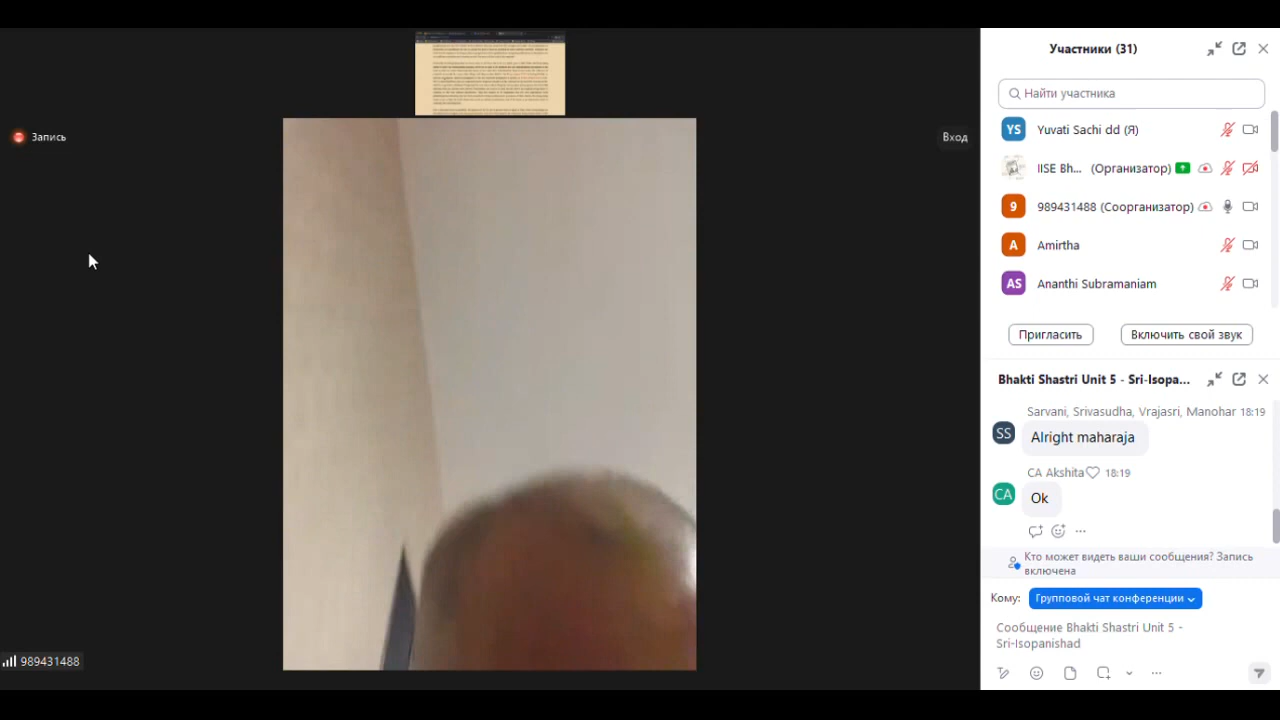 Запись
Вход
989431488
Участники (31)
Найти участника
YS Yuvati Sachi dd (Я)
IISE Bh... (Организатор)
9 989431488 (Соорганизатор)
A Amirtha
AS Ananthi Subramaniam
Пригласить
Включить свой звук
Bhakti Shastri Unit 5 - Sri-Isopa...
Sarvani, Srivasudha, Vrajasri, Manohar 18:19
SS Alright maharaja
CA Akshita♡ 18:19
CA Ok
Кто может видеть ваши сообщения? Запись
включена
Кому: Групповой чат конференции
Сообщение Bhakti Shastri Unit 5 -
Sri-Isopanishad